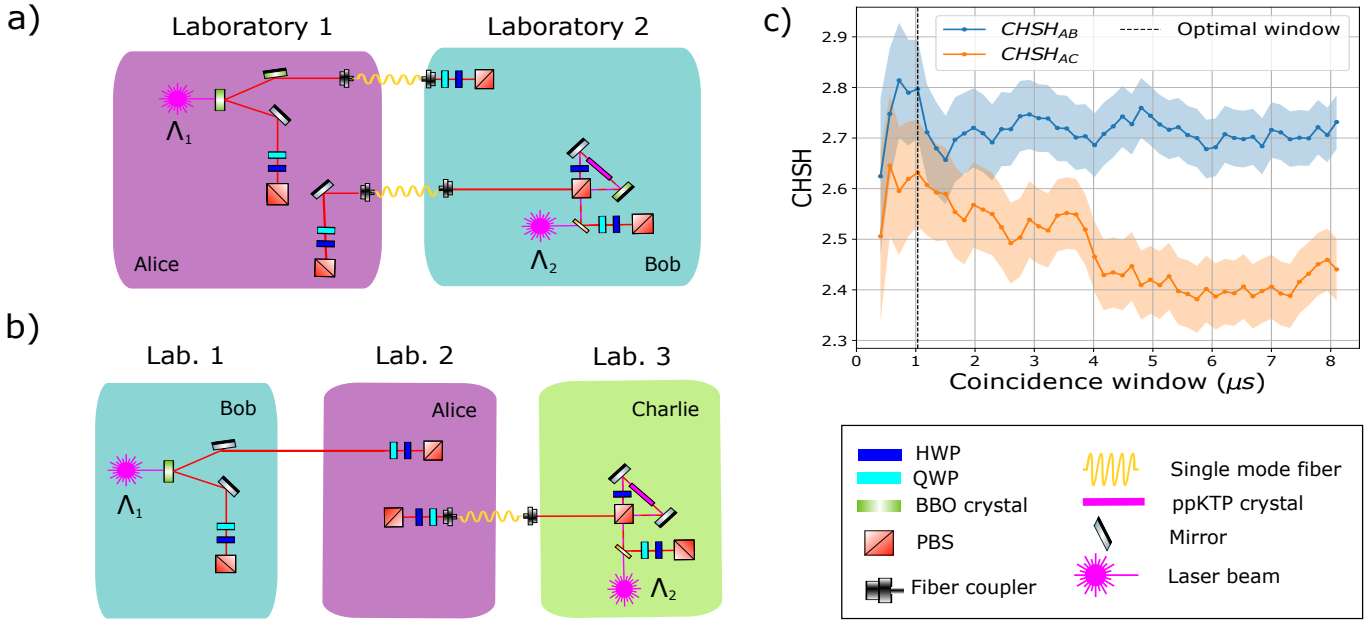 a)
Laboratory 1
Laboratory 2
Λ1
Λ2
Alice
Bob
b)
Lab. 1
Lab. 2
Lab. 3
Bob
Alice
Charlie
Λ1
Λ2
c)
CHSH_AB
CHSH_AC
Optimal window
2.9
2.8
2.7
2.6
2.5
2.4
2.3
CHSH
0 1 2 3 4 5 6 7 8
Coincidence window (μs)
HWP
QWP
BBO crystal
PBS
Fiber coupler
Single mode fiber
ppKTP crystal
Mirror
Laser beam